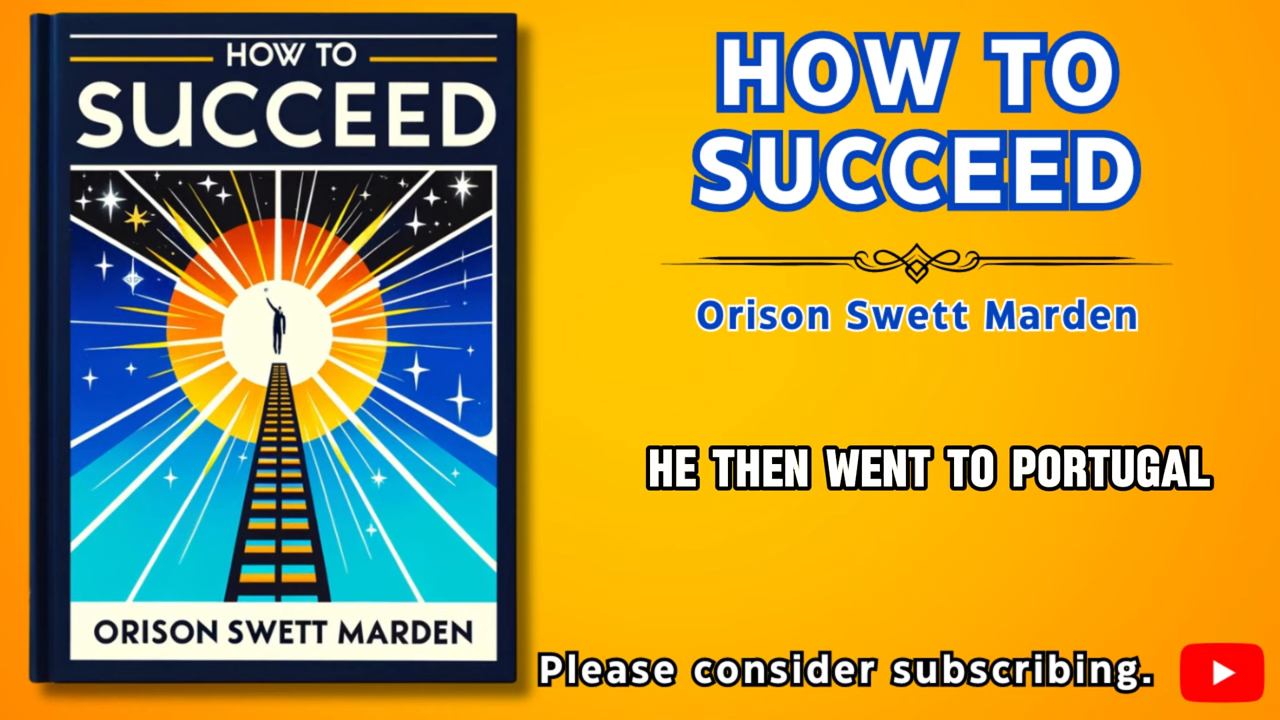 HOW TO
SUCCEED
ORISON SWETT MARDEN
HOW TO
SUCCEED
Orison Swett Marden
HE THEN WENT TO PORTUGAL
Please consider subscribing.